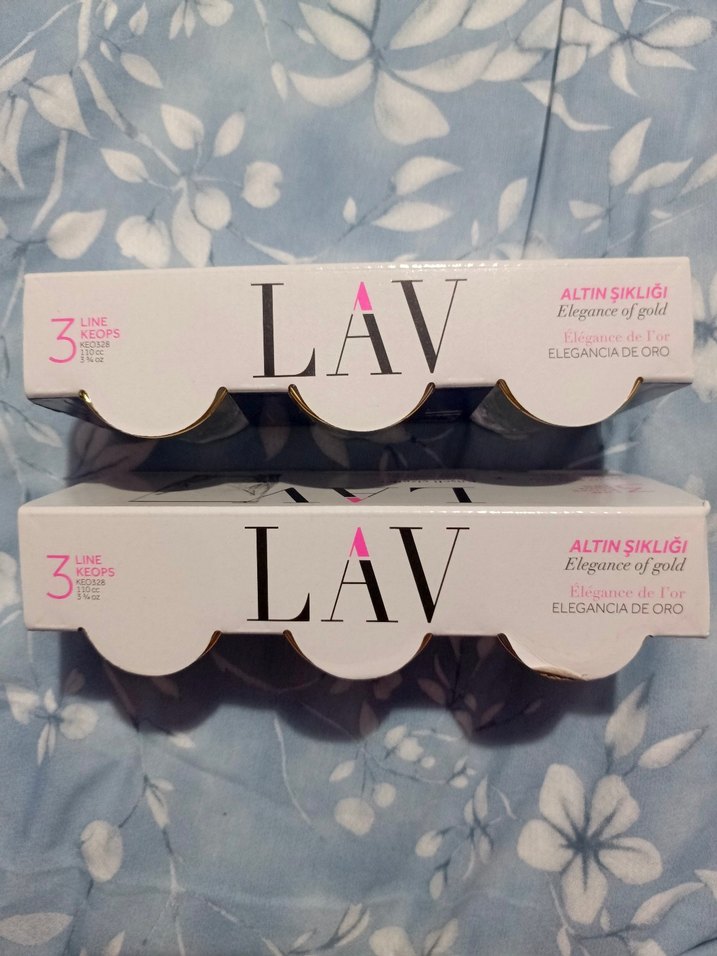 3
LINE
KEOPS
KEO328
110 cc
3 ¾ oz
LAV
ALTIN ŞIKLIĞI
Elegance of gold
Élégance de l'or
ELEGANCIA DE ORO
LAV
3
LINE
KEOPS
KEO328
110 cc
3 ¾ oz
LAV
ALTIN ŞIKLIĞI
Elegance of gold
Élégance de l'or
ELEGANCIA DE ORO